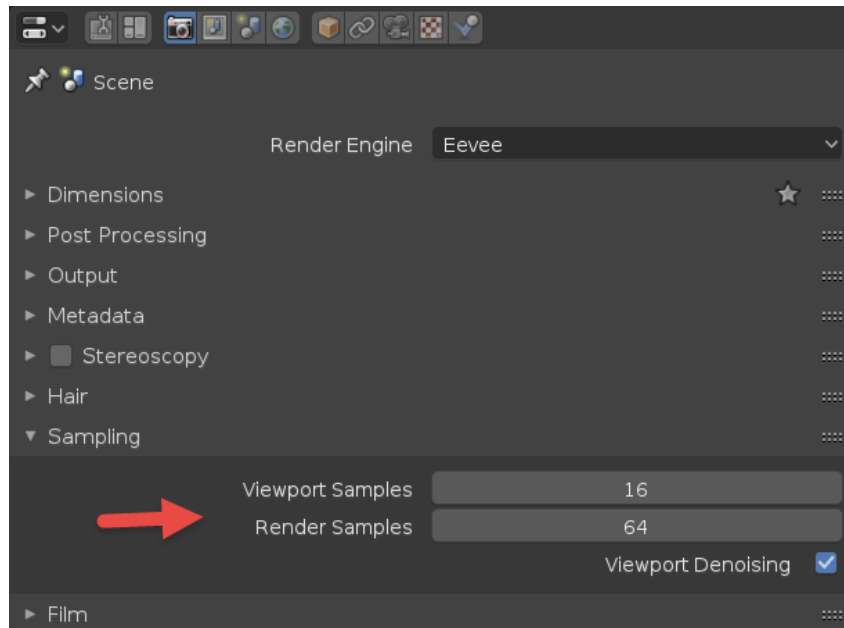 Scene
Render Engine Eevee
Dimensions
Post Processing
Output
Metadata
Stereoscopy
Hair
Sampling
Viewport Samples 16
Render Samples 64
Viewport Denoising
Film